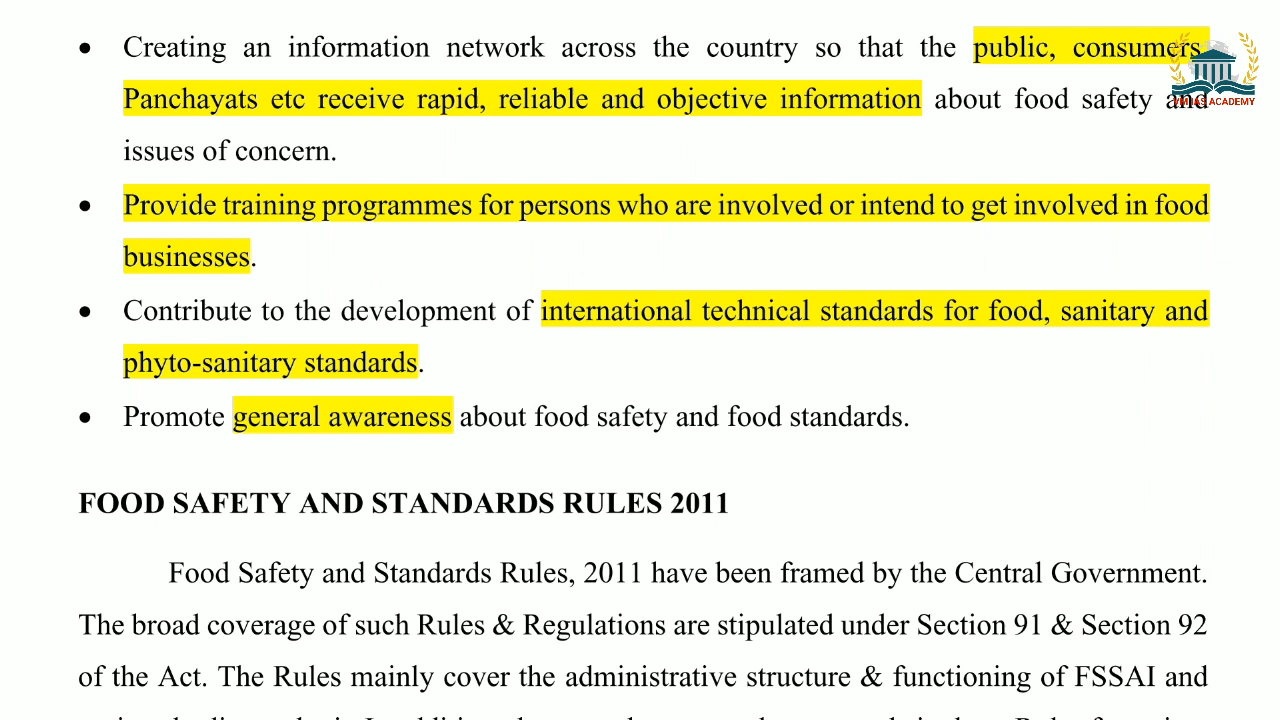 • Creating an information network across the country so that the public, consumers,
Panchayats etc receive rapid, reliable and objective information about food safety and
issues of concern.
• Provide training programmes for persons who are involved or intend to get involved in food
businesses.
• Contribute to the development of international technical standards for food, sanitary and
phyto-sanitary standards.
• Promote general awareness about food safety and food standards.
FOOD SAFETY AND STANDARDS RULES 2011
Food Safety and Standards Rules, 2011 have been framed by the Central Government.
The broad coverage of such Rules & Regulations are stipulated under Section 91 & Section 92
of the Act. The Rules mainly cover the administrative structure & functioning of FSSAI and
IAS ACADEMY